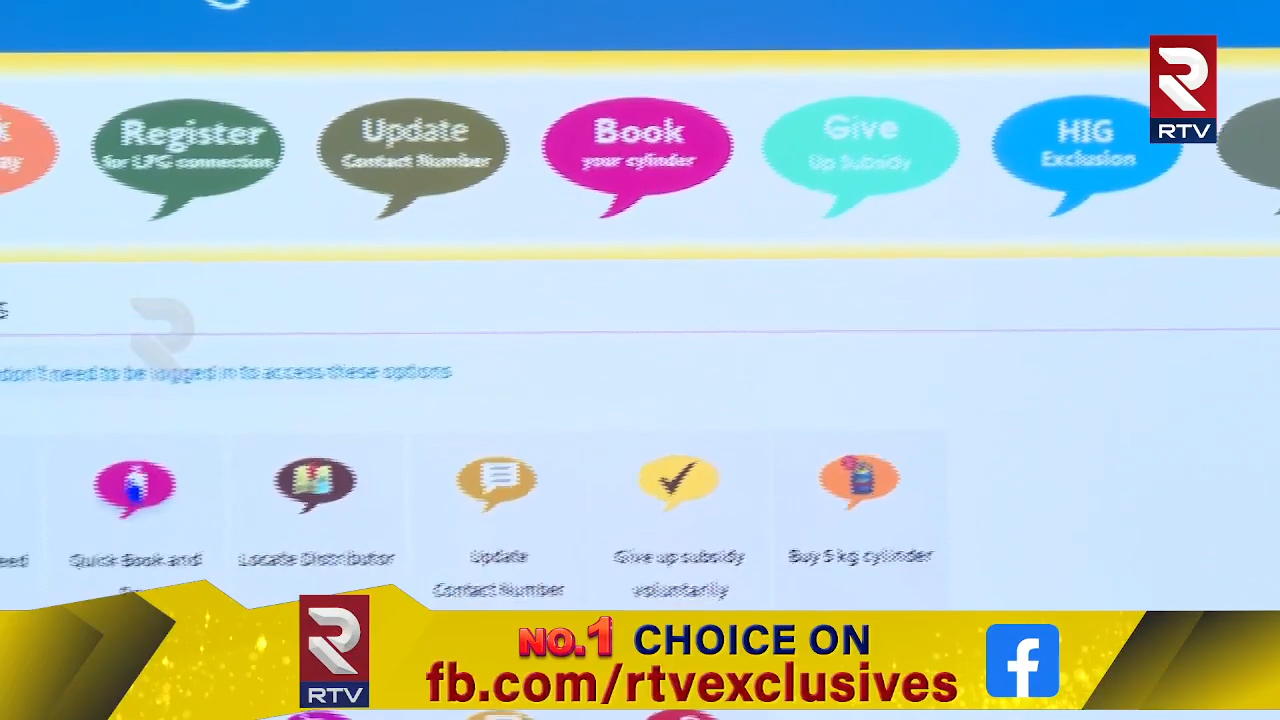 RTV
Register
for LPG connection
Update
Contact Number
Book
your cylinder
Give
Up Subsidy
HIG
Exclusion
don't need to be logged in to access these options
Quick Book and
Locate Distributor
Update
Contact Number
Give up subsidy
voluntarily
Buy 5 kg cylinder
RTV
NO.1 CHOICE ON
fb.com/rtvexclusives